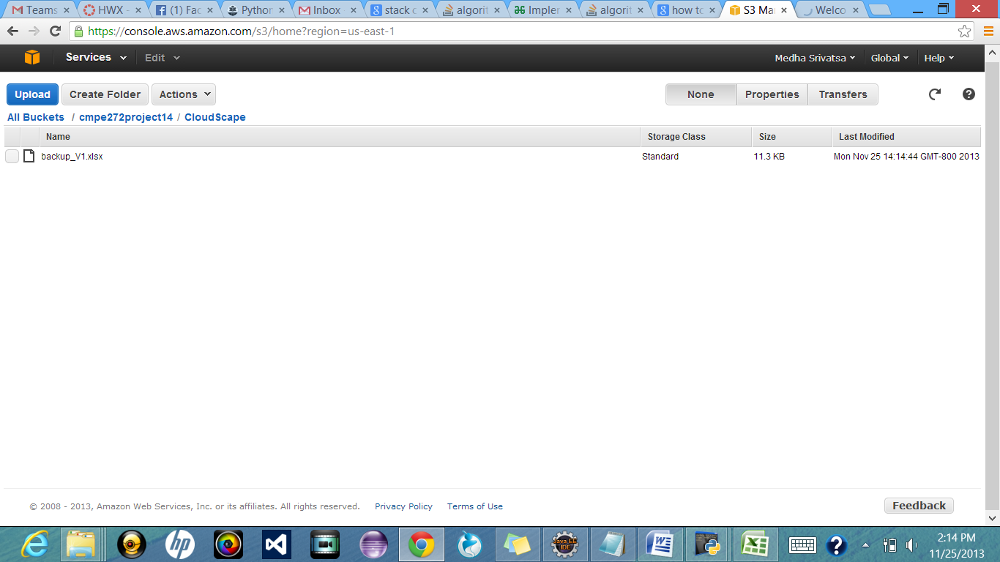 Teams HWX - (1) Fac Python Inbox stack o algorit Impler algorit how to S3 Ma Welco
https://console.aws.amazon.com/s3/home?region=us-east-1
Services Edit Medha Srivatsa Global Help
Upload Create Folder Actions None Properties Transfers
All Buckets / cmpe272project14 / CloudScape
Name Storage Class Size Last Modified
backup_V1.xlsx Standard 11.3 KB Mon Nov 25 14:14:44 GMT-800 2013
© 2008 - 2013, Amazon Web Services, Inc. or its affiliates. All rights reserved. Privacy Policy Terms of Use Feedback
hp Java EE IDE 2:14 PM
11/25/2013